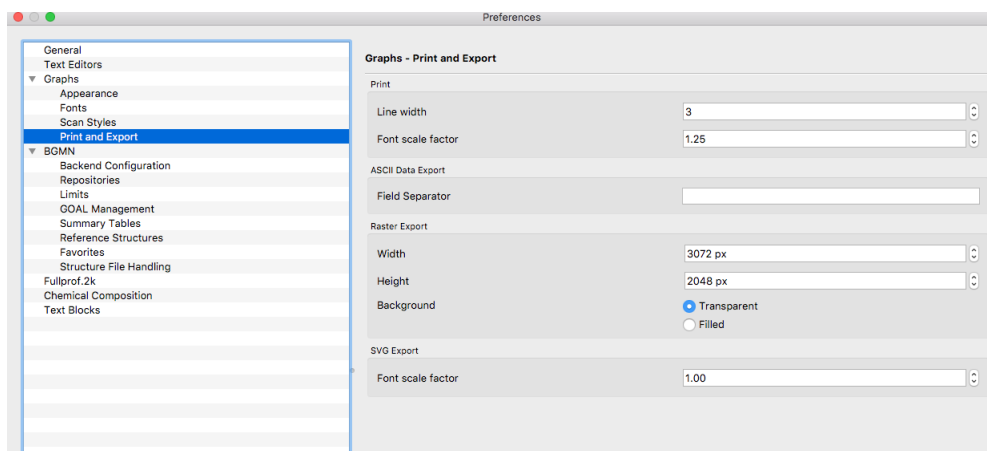 Preferences
General
Text Editors
Graphs
Appearance
Fonts
Scan Styles
Print and Export
BGMN
Backend Configuration
Repositories
Limits
GOAL Management
Summary Tables
Reference Structures
Favorites
Structure File Handling
Fullprof.2k
Chemical Composition
Text Blocks
Graphs - Print and Export
Print
Line width 3
Font scale factor 1.25
ASCII Data Export
Field Separator
Raster Export
Width 3072 px
Height 2048 px
Background Transparent
Filled
SVG Export
Font scale factor 1.00